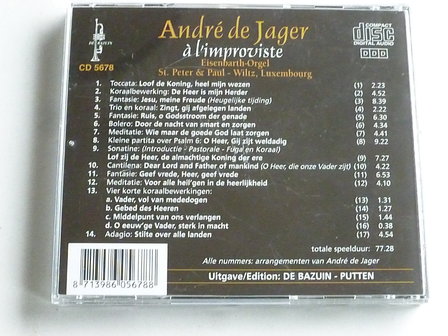 DE BAZUIN
CD 5678
André de Jager
à l'improviste
Eisenbarth-Orgel
St. Peter & Paul - Wiltz, Luxembourg
COMPACT
disc
DIGITAL AUDIO
DDD
1. Toccata: Loof de Koning, heel mijn wezen (1) 2.23
2. Koraalbewerking: De Heer is mijn Herder (2) 4.52
3. Fantasie: Jesu, meine Freude (Heugelijke tijding) (3) 8.39
4. Trio en koraal: Zingt, gij afgelegen landen (4) 2.22
5. Fantasie: Ruis, o Godsstroom der genade (5) 6.30
6. Bolero: Door de nacht van smart en zorgen (6) 4.34
7. Meditatie: Wie maar de goede God laat zorgen (7) 4.41
8. Kleine partita over Psalm 6: O Heer, Gij zijt weldadig (8) 9.22
9. Sonatine: (Introductie - Pastorale - Fuga en Koraal)
Lof zij de Heer, de almachtige Koning der ere (9) 7.27
10. Cantilena: Dear Lord and Father of mankind (O Heer, die onze Vader zijt) (10) 4.22
11. Fantasie: Geef vrede, Heer, geef vrede (11) 6.53
12. Meditatie: Voor alle heil'gen in de heerlijkheid (12) 4.10
13. Vier korte koraalbewerkingen:
a. Vader, vol van mededogen (13) 1.31
b. Gebed des Heeren (14) 1.27
c. Middelpunt van ons verlangen (15) 1.44
d. O eeuw'ge Vader, sterk in macht (16) 0.38
14. Adagio: Stilte over alle landen (17) 4.54
totale speelduur: 77.28
Alle nummers: arrangementen van André de Jager
Uitgave/Edition: DE BAZUIN - PUTTEN
8 713986 056788